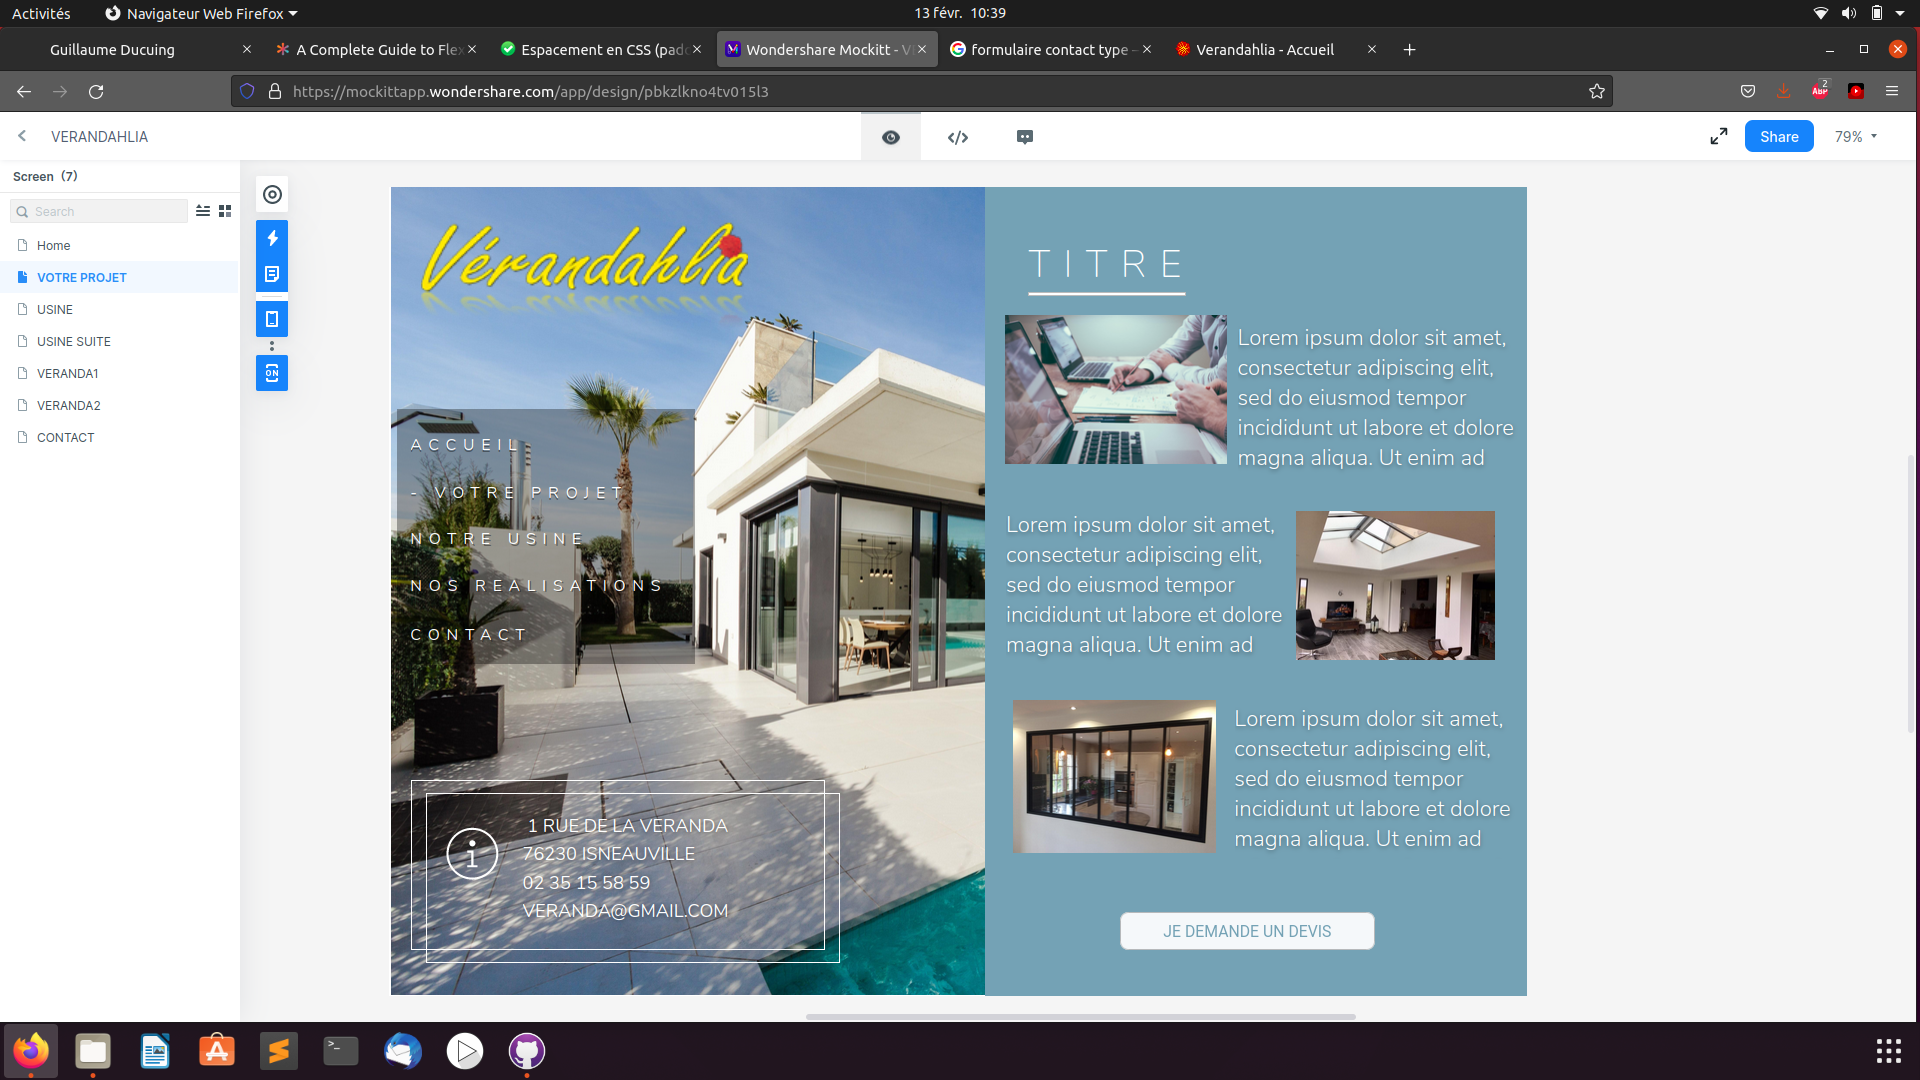 Activités
Navigateur Web Firefox
13 févr. 10:39
Guillaume Ducuing
A Complete Guide to Flex
Espacement en CSS (padd
Wondershare Mockitt - V
formulaire contact type -
Verandahlia - Accueil
https://mockittapp.wondershare.com/app/design/pbkzlkno4tv015l3
ABP
2
VERANDAHLIA
Share
79%
Screen (7)
Search
Home
VOTRE PROJET
USINE
USINE SUITE
VERANDA1
VERANDA2
CONTACT
ON
Vérandahlia
ACCUEIL
- VOTRE PROJET
NOTRE USINE
NOS REALISATIONS
CONTACT
1 RUE DE LA VERANDA
76230 ISNEAUVILLE
02 35 15 58 59
VERANDA@GMAIL.COM
TITRE
Lorem ipsum dolor sit amet,
consectetur adipiscing elit,
sed do eiusmod tempor
incididunt ut labore et dolore
magna aliqua. Ut enim ad
Lorem ipsum dolor sit amet,
consectetur adipiscing elit,
sed do eiusmod tempor
incididunt ut labore et dolore
magna aliqua. Ut enim ad
Lorem ipsum dolor sit amet,
consectetur adipiscing elit,
sed do eiusmod tempor
incididunt ut labore et dolore
magna aliqua. Ut enim ad
JE DEMANDE UN DEVIS